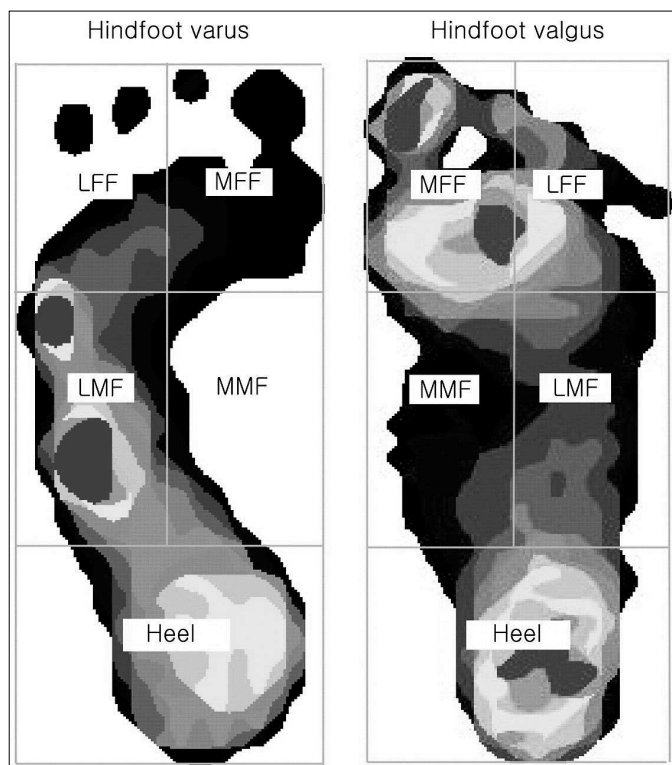 Hindfoot varus
LFF
MFF
LMF
MMF
Heel
Hindfoot valgus
MFF
LFF
MMF
LMF
Heel